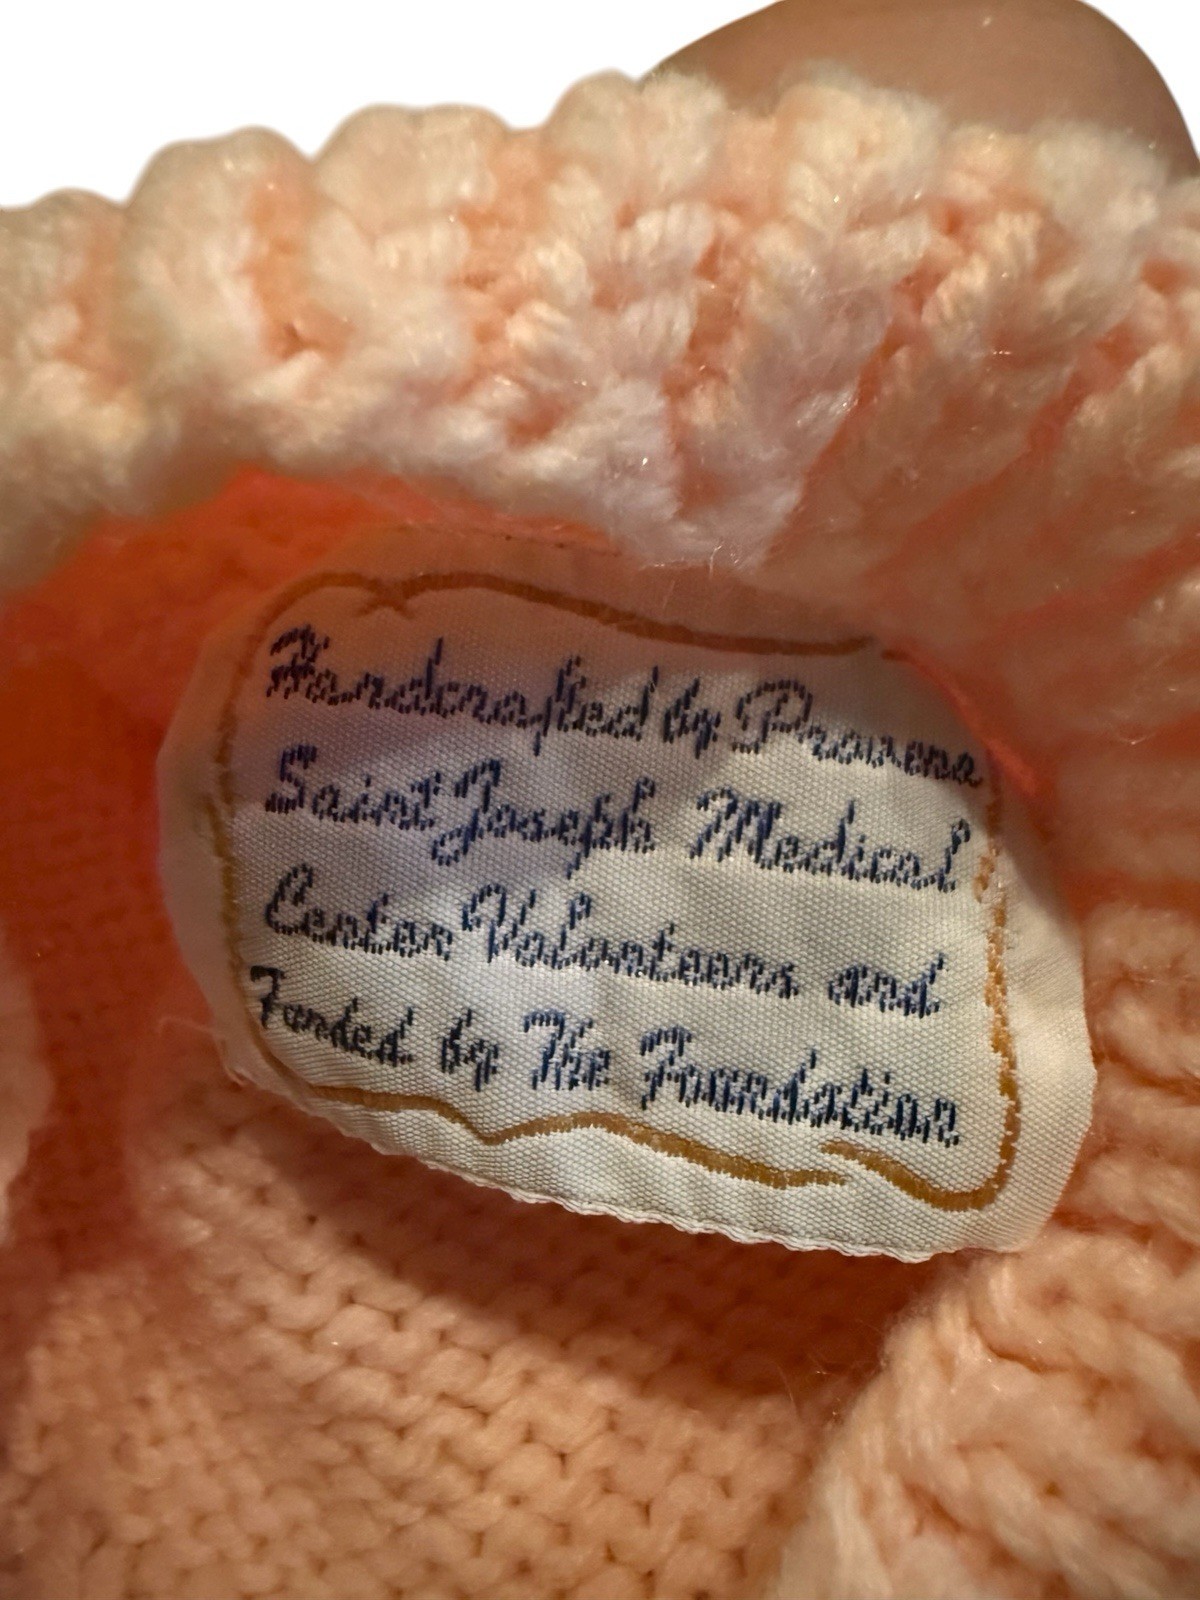 Handcrafted by Provena
Saint Joseph Medical
Center Volunteers and
Funded by The Foundation